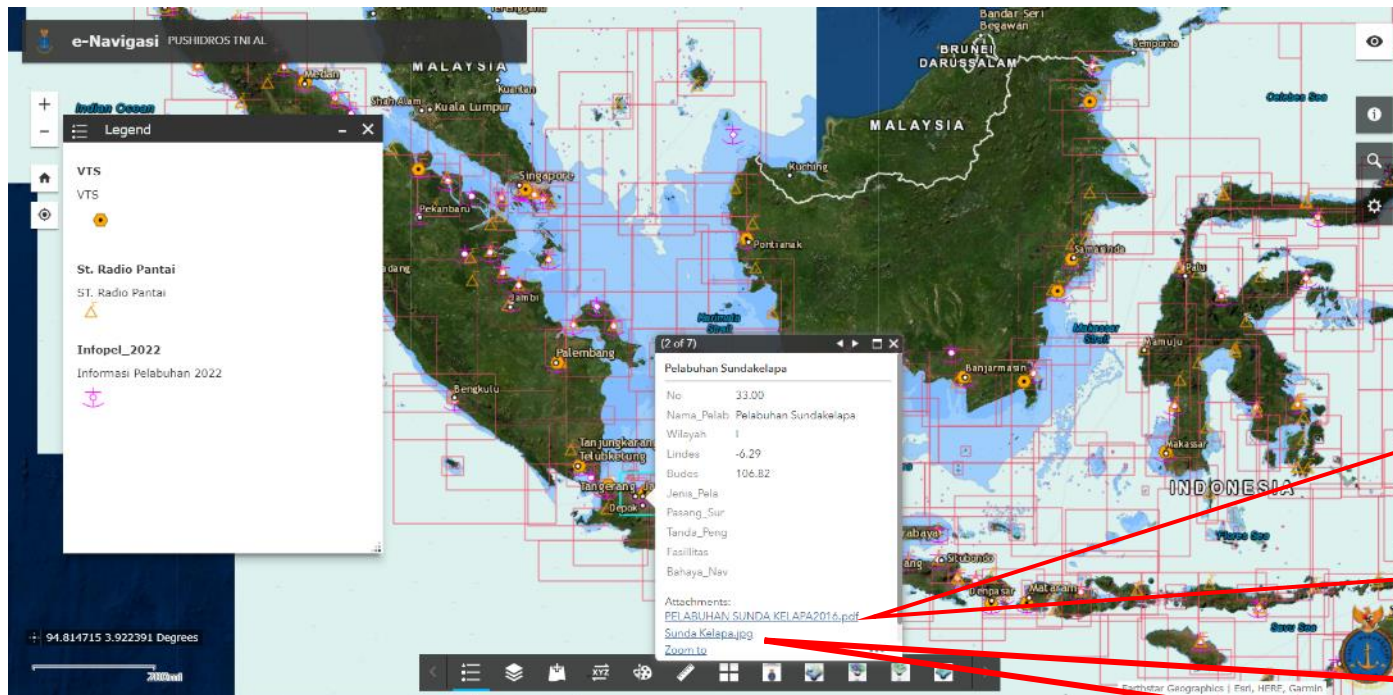 e-Navigasi PUSHIDROS TNI AL
Legend
VTS
VTS
St. Radio Pantai
ST. Radio Pantai
Infopel_2022
Informasi Pelabuhan 2022
94.814715 3.922391 Degrees
Indian Ocean
Medan
MALAYSIA
Kuantan
Shah Alam
Kuala Lumpur
Singapore
Pekanbaru
Jambi
Palembang
Bengkulu
Tanjungkarang
Telukbetung
Tangerang
Depok
Bandar Seri
Begawan
BRUNEI
DARUSSALAM
Semporna
Celebes Sea
MALAYSIA
Kuching
Pontianak
Samarinda
Palu
Karimata
Strait
Makassar
Strait
Mamuju
Banjarmasin
Makassar
INDONESIA
Flores Sea
Situbondo
Denpasar
Mataram
Savu Sea
(2 of 7)
Pelabuhan Sundakelapa
No 33.00
Nama_Pelab Pelabuhan Sundakelapa
Wilayah I
Lindes -6.29
Budes 106.82
Jenis_Pela
Pasang_Sur
Tanda_Peng
Fasilitas
Bahaya_Nav
Attachments:
PELABUHAN SUNDA KELAPA2016.pdf
Sunda Kelapa.jpg
Zoom to
XYZ
Earthstar Geographics | Esri, HERE, Garmin